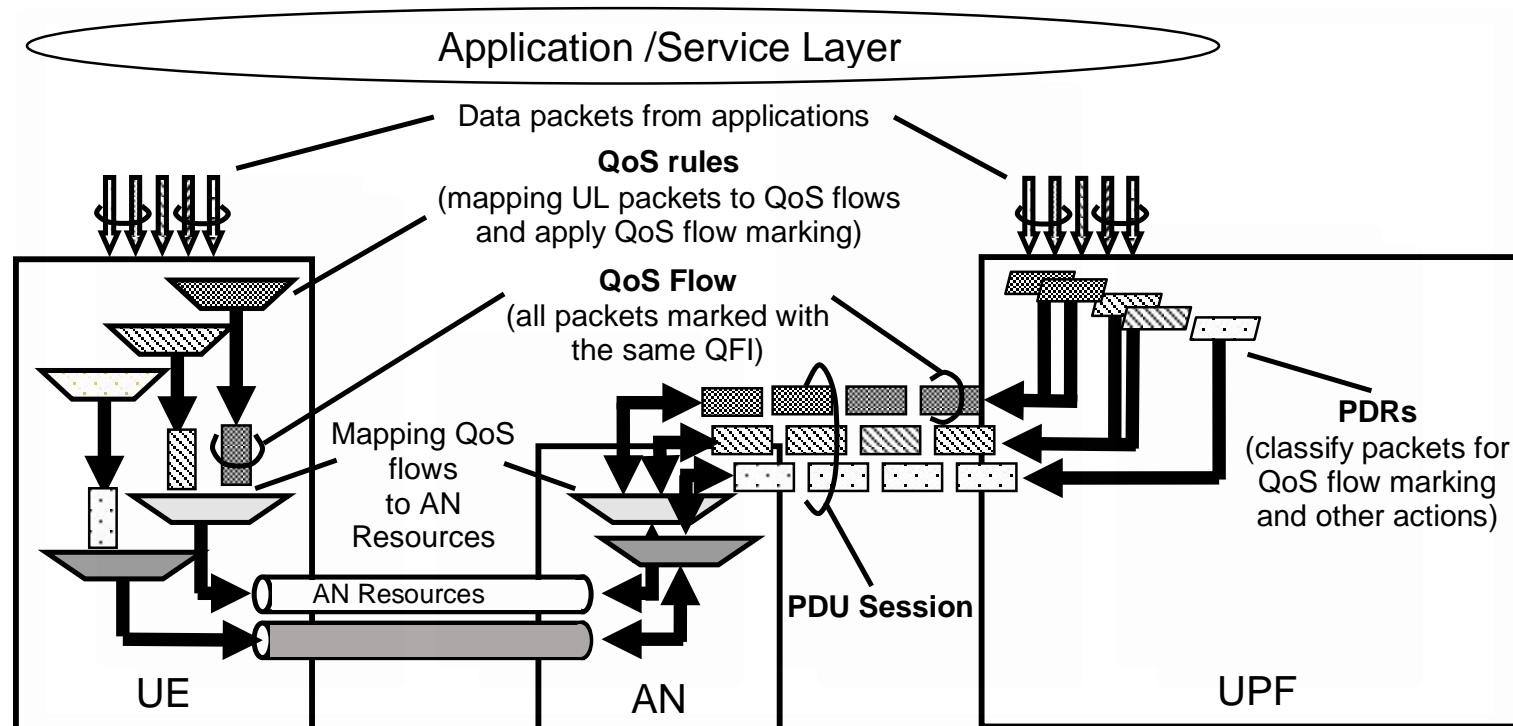 Application /Service Layer
Data packets from applications
QoS rules
(mapping UL packets to QoS flows
and apply QoS flow marking)
QoS Flow
(all packets marked with
the same QFI)
Mapping QoS
flows
to AN
Resources
PDRs
(classify packets for
QoS flow marking
and other actions)
AN Resources
PDU Session
UE
AN
UPF